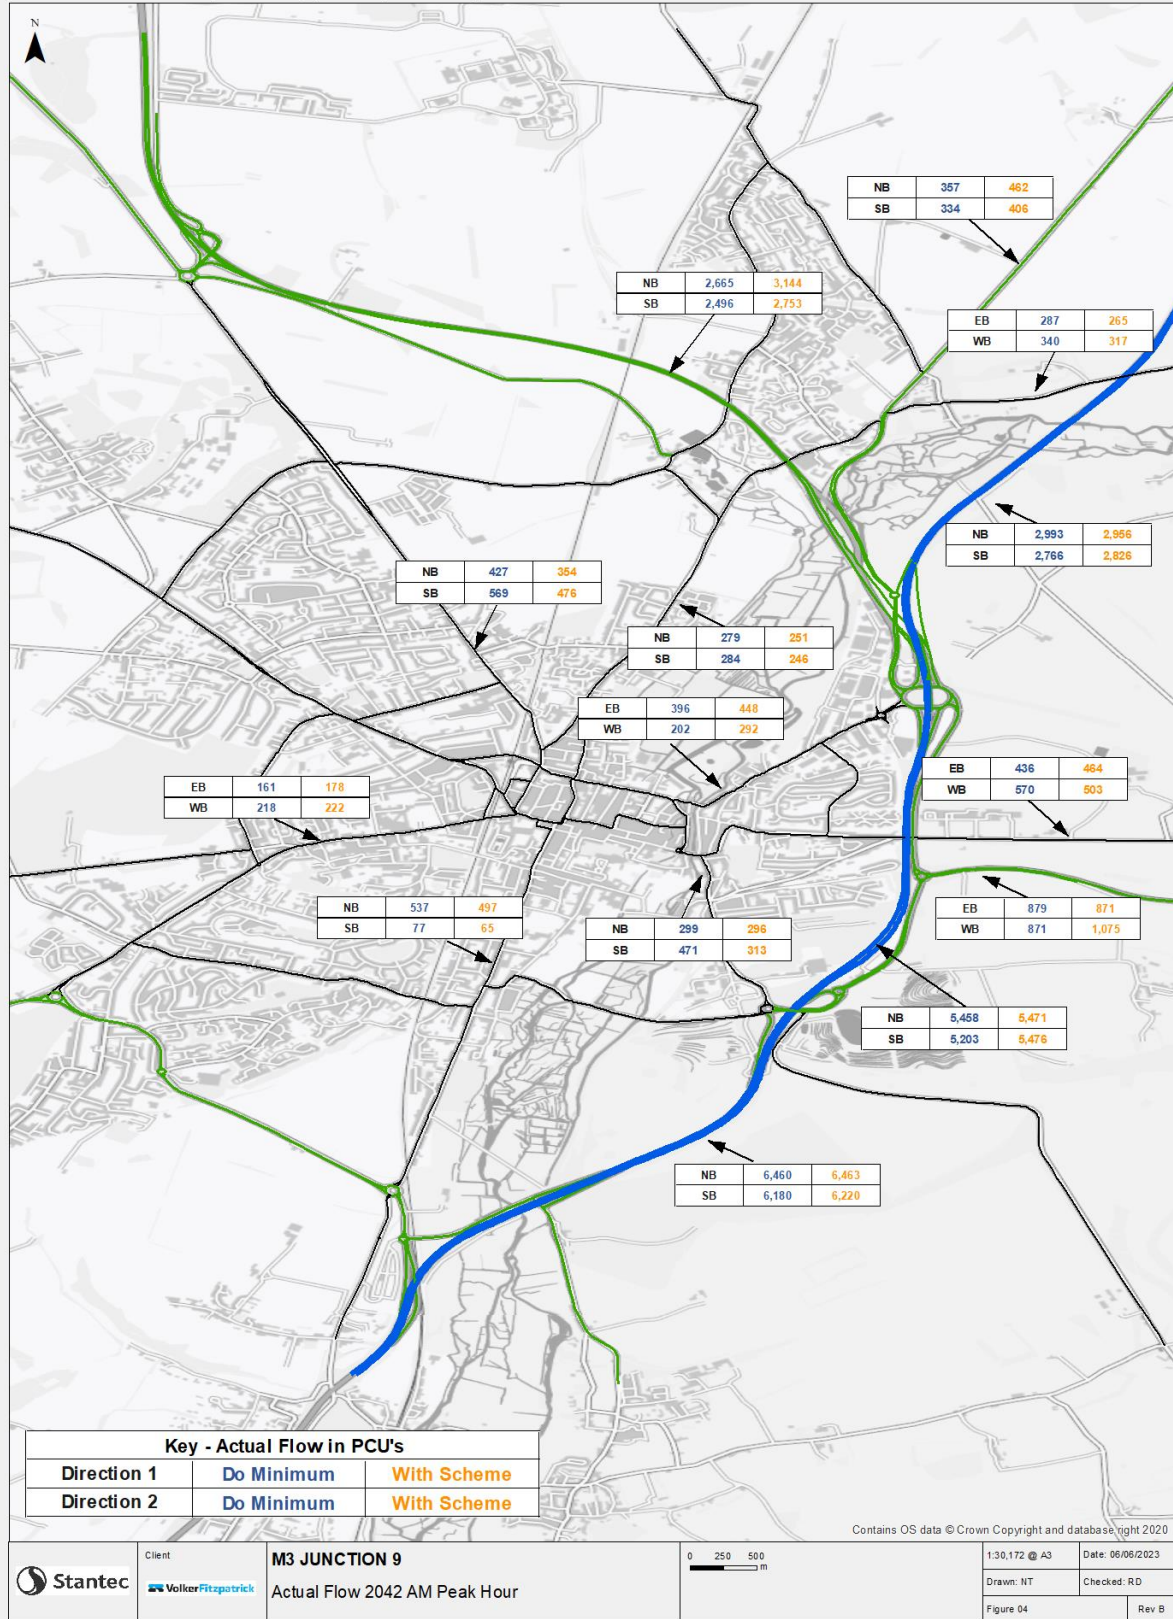 N
NB 357 462
SB 334 406
NB 2,665 3,144
SB 2,496 2,753
EB 287 265
WB 340 317
NB 2,993 2,956
SB 2,766 2,826
NB 427 354
SB 569 476
NB 279 251
SB 284 246
EB 396 448
WB 202 292
EB 436 464
WB 570 503
EB 161 178
WB 218 222
NB 537 497
SB 77 65
NB 299 296
SB 471 313
EB 879 871
WB 871 1,075
NB 5,458 5,471
SB 5,203 5,476
NB 6,460 6,463
SB 6,180 6,220
Key - Actual Flow in PCU's
Direction 1 Do Minimum With Scheme
Direction 2 Do Minimum With Scheme
Contains OS data © Crown Copyright and database right 2020
Stantec
Client
VolkerFitzpatrick
M3 JUNCTION 9
Actual Flow 2042 AM Peak Hour
0 250 500
m
1:30,172 @ A3 Date: 06/06/2023
Drawn: NT Checked: RD
Figure 04 Rev B